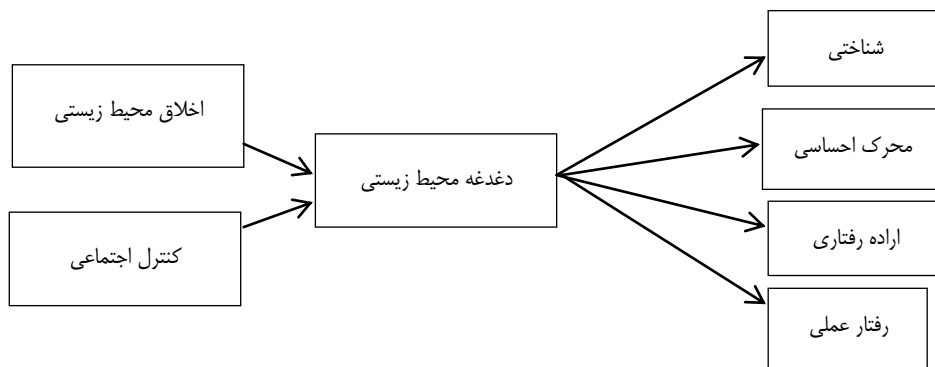 شناختی
اخلاق محیط زیستی
محرک احساسی
دغدغه محیط زیستی
اراده رفتاری
کنترل اجتماعی
رفتار عملی